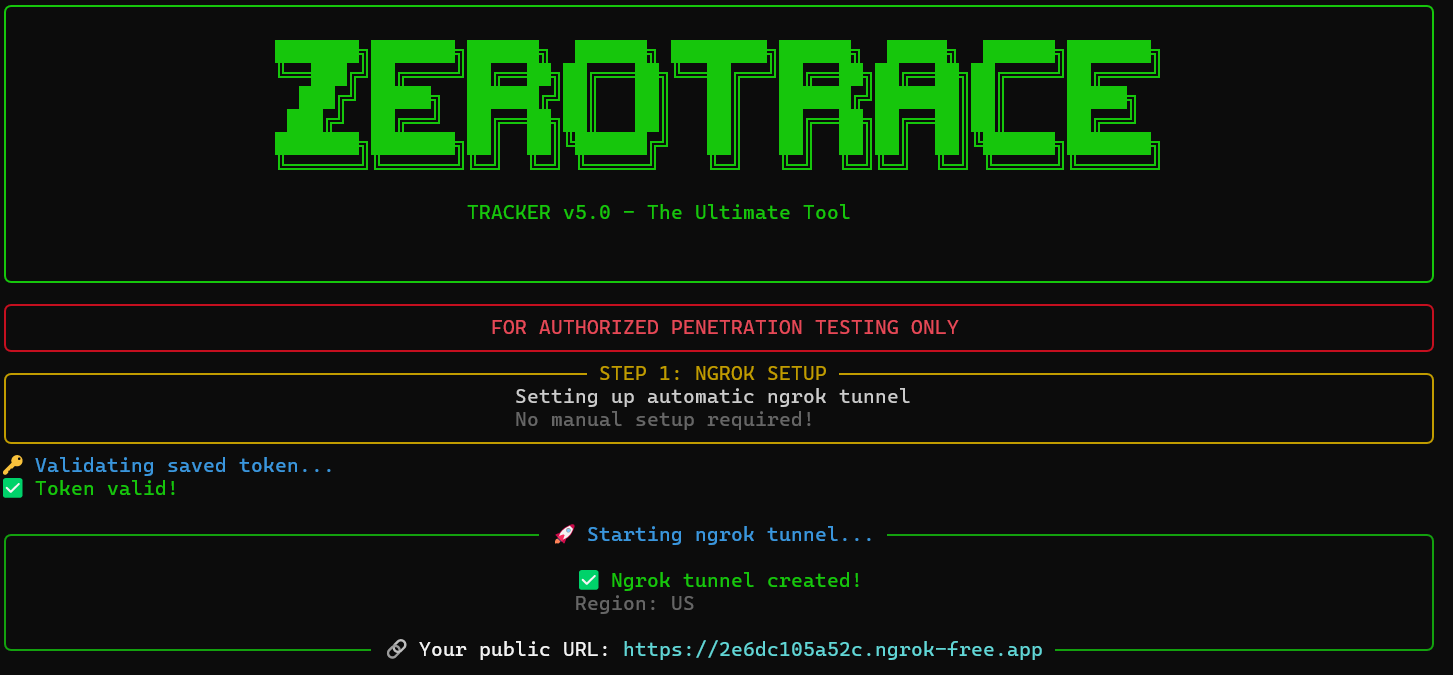 ZEROTRACE
TRACKER v5.0 - The Ultimate Tool
FOR AUTHORIZED PENETRATION TESTING ONLY
STEP 1: NGROK SETUP
Setting up automatic ngrok tunnel
No manual setup required!
🔑 Validating saved token...
✅ Token valid!
🚀 Starting ngrok tunnel...
✅ Ngrok tunnel created!
Region: US
🔗 Your public URL: https://2e6dc105a52c.ngrok-free.app